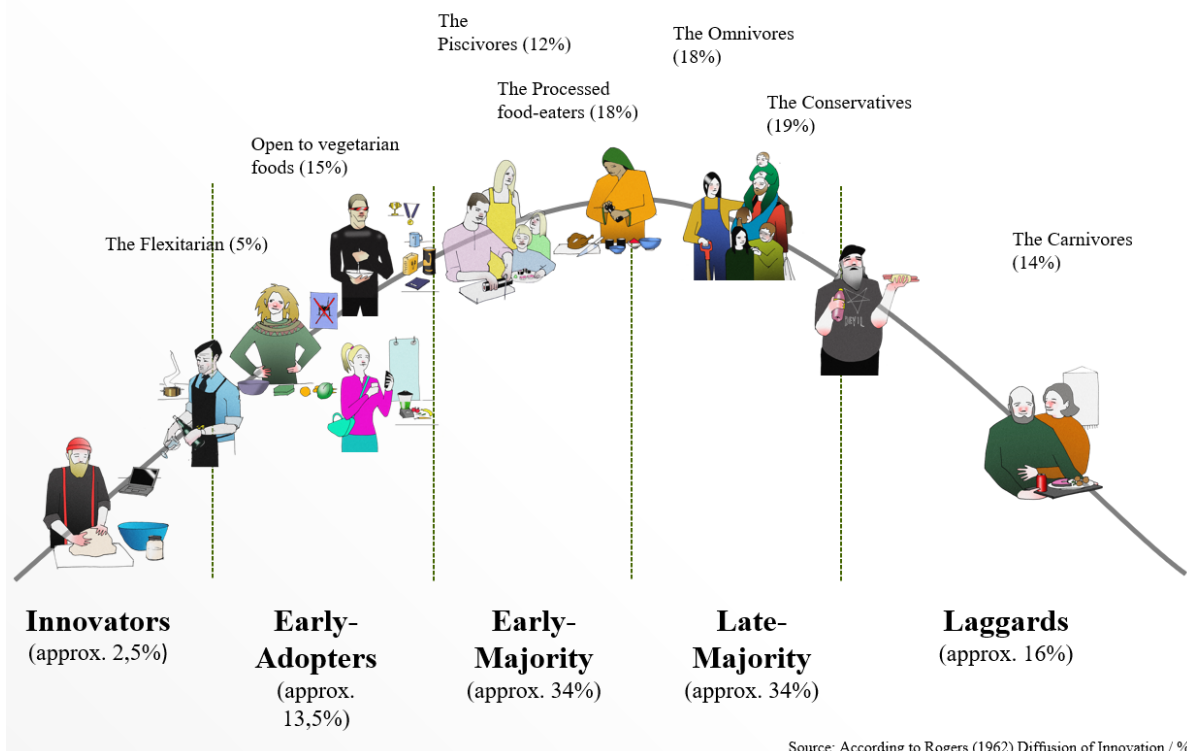 The
Piscivores (12%)
The Omnivores
(18%)
The Processed
food-eaters (18%)
The Conservatives
(19%)
Open to vegetarian
foods (15%)
The Flexitarian (5%)
The Carnivores
(14%)
DEVIL
Innovators
(approx. 2,5%)
Early-
Adopters
(approx.
13,5%)
Early-
Majority
(approx. 34%)
Late-
Majority
(approx. 34%)
Laggards
(approx. 16%)
Source: According to Rogers (1962) Diffusion of Innovation / %